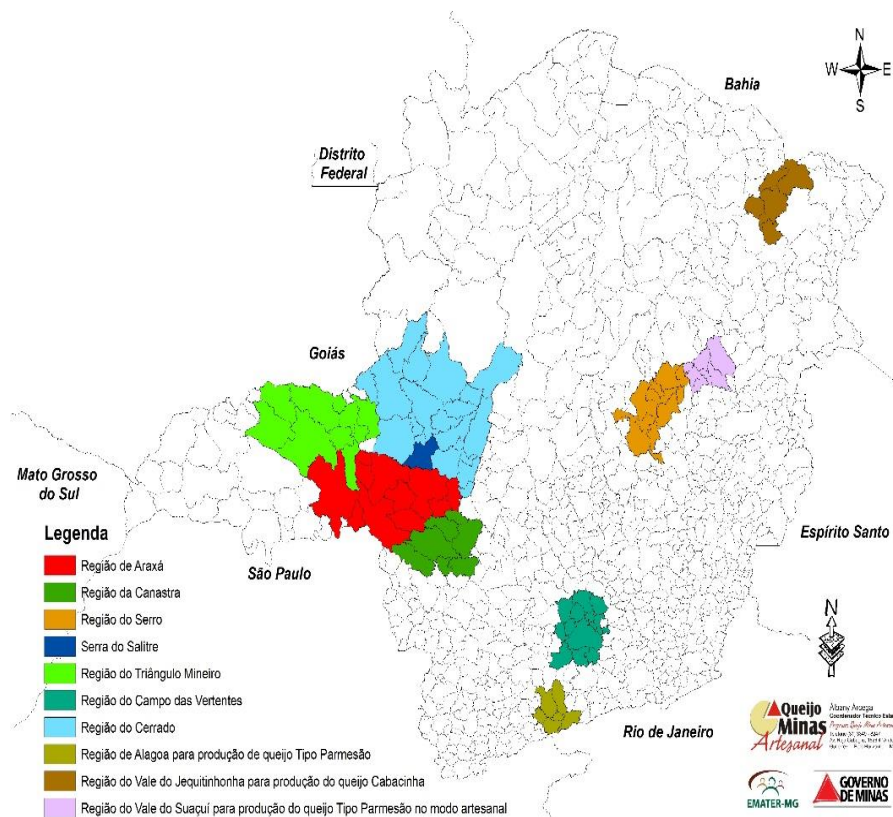 N
W E
S
Bahia
Distrito
Federal
Goiás
Mato Grosso
do Sul
São Paulo
Espírito Santo
Rio de Janeiro
Legenda
Região de Araxá
Região da Canastra
Região do Serro
Serra do Salitre
Região do Triângulo Mineiro
Região do Campo das Vertentes
Região do Cerrado
Região de Alagoa para produção de queijo Tipo Parmesão
Região do Vale do Jequitinhonha para produção do queijo Cabacinha
Região do Vale do Suaçuí para produção do queijo Tipo Parmesão no modo artesanal
N
Queijo
Minas
Artesanal
Coordenador Técnico
EMATER-MG
GOVERNO
DE MINAS